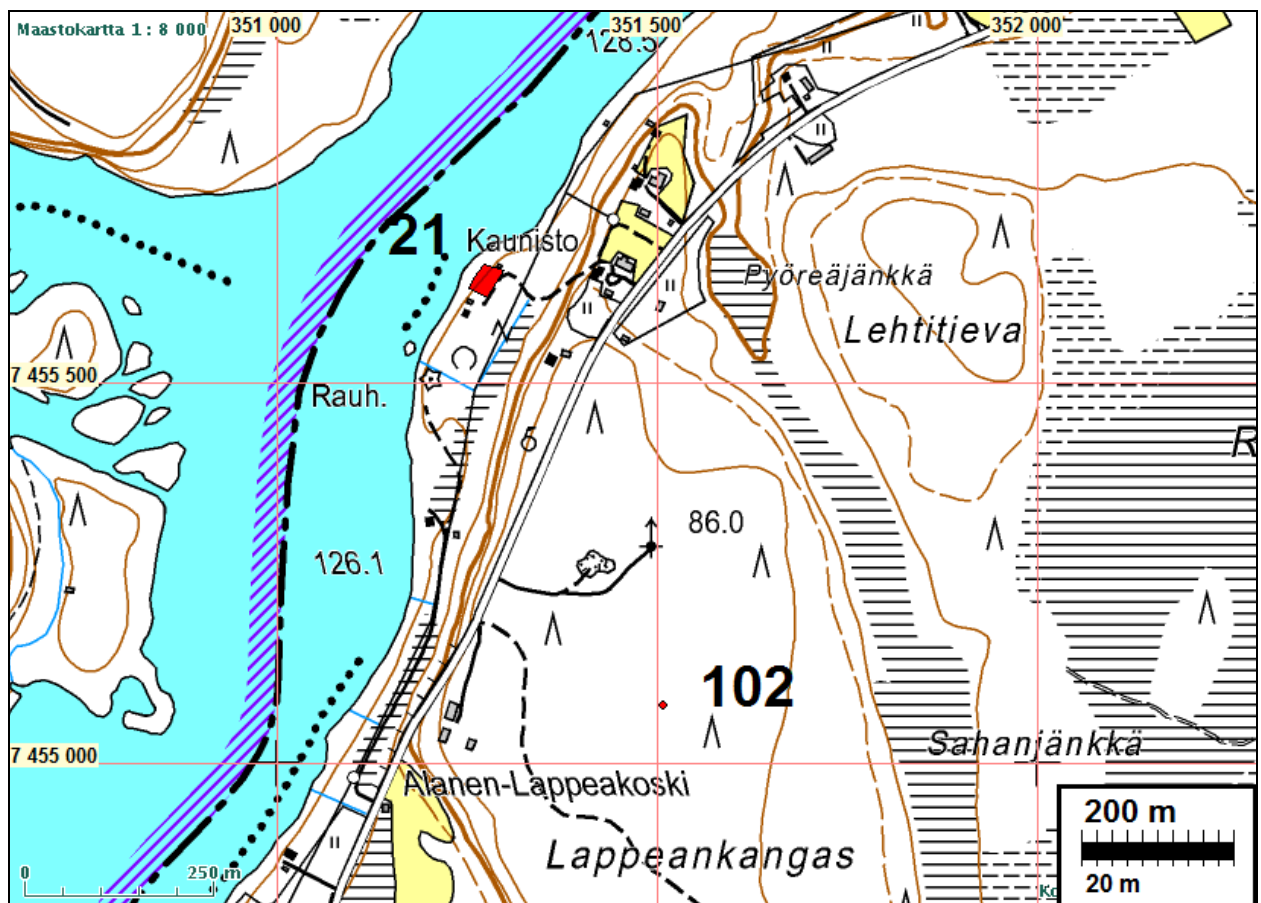 Maastokartta 1 : 8 000
351 000
351 500
352 000
128.5
21
Kaunisto
Pyöreäjänkkä
Lehtitieva
7 455 500
Rauh.
R
86.0
126.1
102
Sahanjänkkä
7 455 000
Alanen-Lappeakoski
Lappeankangas
200 m
20 m
0
250 m